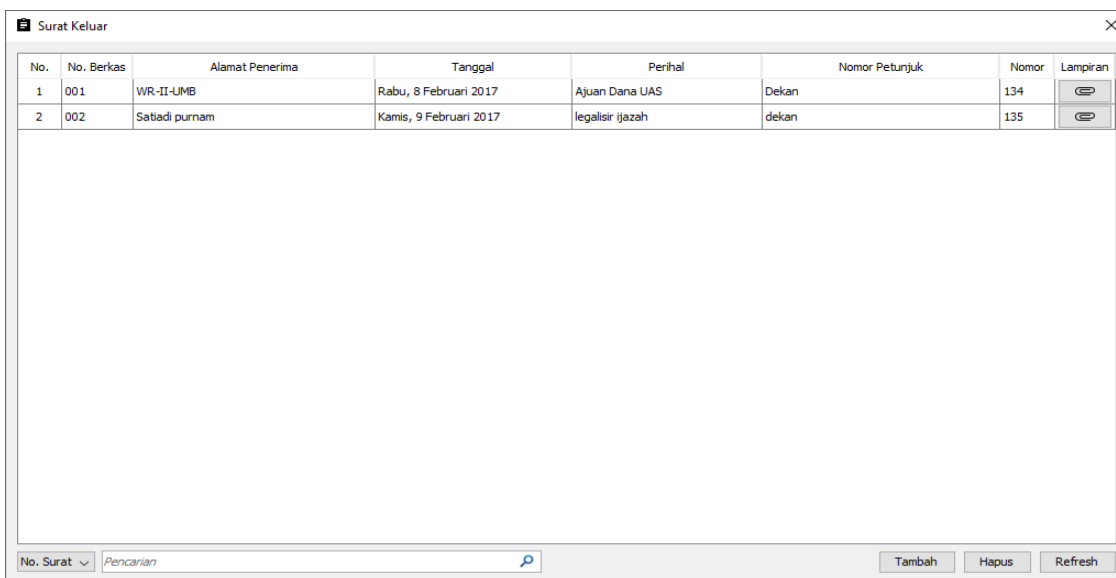 Surat Keluar
No. No. Berkas Alamat Penerima Tanggal Perihal Nomor Petunjuk Nomor Lampiran
1 001 WR-II-UMB Rabu, 8 Februari 2017 Ajuan Dana UAS Dekan 134
2 002 Satiadi purnam Kamis, 9 Februari 2017 legalisir ijazah dekan 135
No. Surat Pencarian Tambah Hapus Refresh